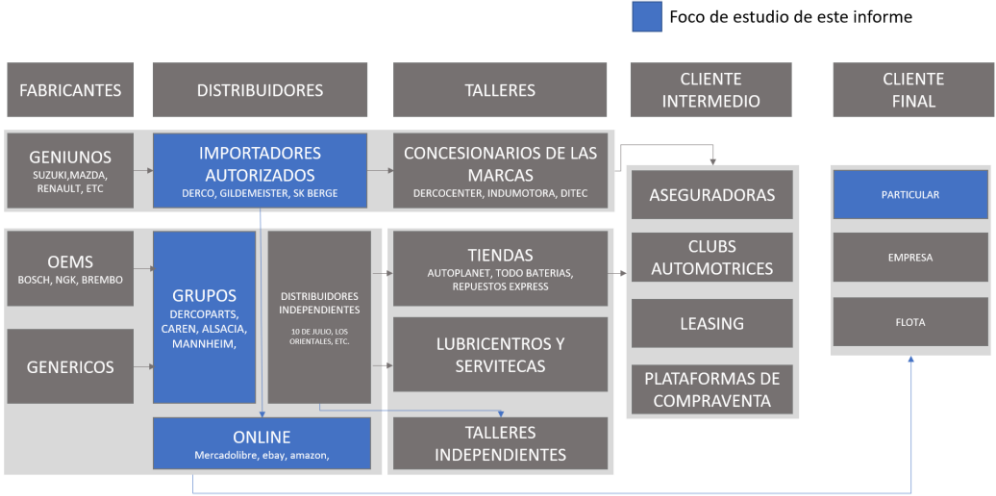 Foco de estudio de este informe
FABRICANTES
DISTRIBUIDORES
TALLERES
CLIENTE
INTERMEDIO
CLIENTE
FINAL
GENIUNOS
SUZUKI,MAZDA,
RENAULT, ETC
IMPORTADORES
AUTORIZADOS
DERCO, GILDEMEISTER, SK BERGE
CONCESIONARIOS DE LAS
MARCAS
DERCOCENTER, INDUMOTORA, DITEC
ASEGURADORAS
PARTICULAR
OEMS
BOSCH, NGK, BREMBO
GRUPOS
DERCOPARTS,
CAREN, ALSACIA,
MANNHEIM,
DISTRIBUIDORES
INDEPENDIENTES
10 DE JULIO, LOS
ORIENTALES, ETC.
TIENDAS
AUTOPLANET, TODO BATERIAS,
REPUESTOS EXPRESS
CLUBS
AUTOMOTRICES
EMPRESA
GENERICOS
LUBRICENTROS Y
SERVITECAS
LEASING
FLOTA
PLATAFORMAS DE
COMPRAVENTA
ONLINE
Mercadolibre, ebay, amazon,
TALLERES
INDEPENDIENTES